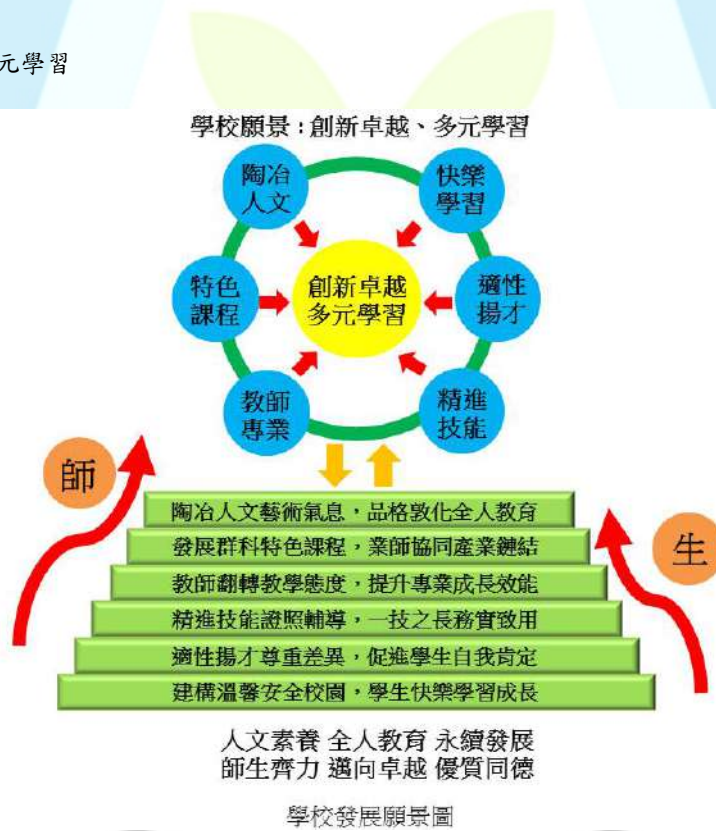 元學習
學校願景：創新卓越、多元學習
陶冶
人文
快樂
學習
特色
課程
創新卓越
多元學習
適性
揚才
教師
專業
精進
技能
師
生
陶冶人文藝術氣息，品格敦化全人教育
發展群科特色課程，業師協同產業鏈結
教師翻轉教學態度，提升專業成長效能
精進技能證照輔導，一技之長務實致用
適性揚才尊重差異，促進學生自我肯定
建構溫馨安全校園，學生快樂學習成長
人文素養 全人教育 永續發展
師生齊力 邁向卓越 優質同德
學校發展願景圖